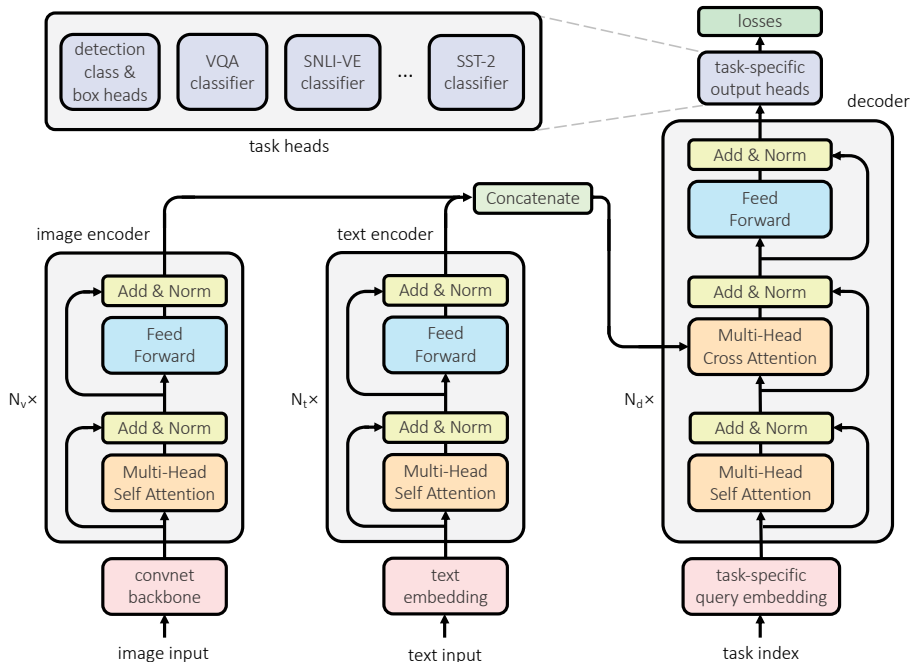 detection
class &
box heads
VQA
classifier
SNLI-VE
classifier
...
SST-2
classifier
task heads
losses
task-specific
output heads
decoder
Add & Norm
Feed
Forward
Add & Norm
Multi-Head
Cross Attention
Add & Norm
Multi-Head
Self Attention
N_d×
task-specific
query embedding
task index
Concatenate
image encoder
Add & Norm
Feed
Forward
Add & Norm
Multi-Head
Self Attention
N_v×
convnet
backbone
image input
text encoder
Add & Norm
Feed
Forward
Add & Norm
Multi-Head
Self Attention
N_t×
text
embedding
text input